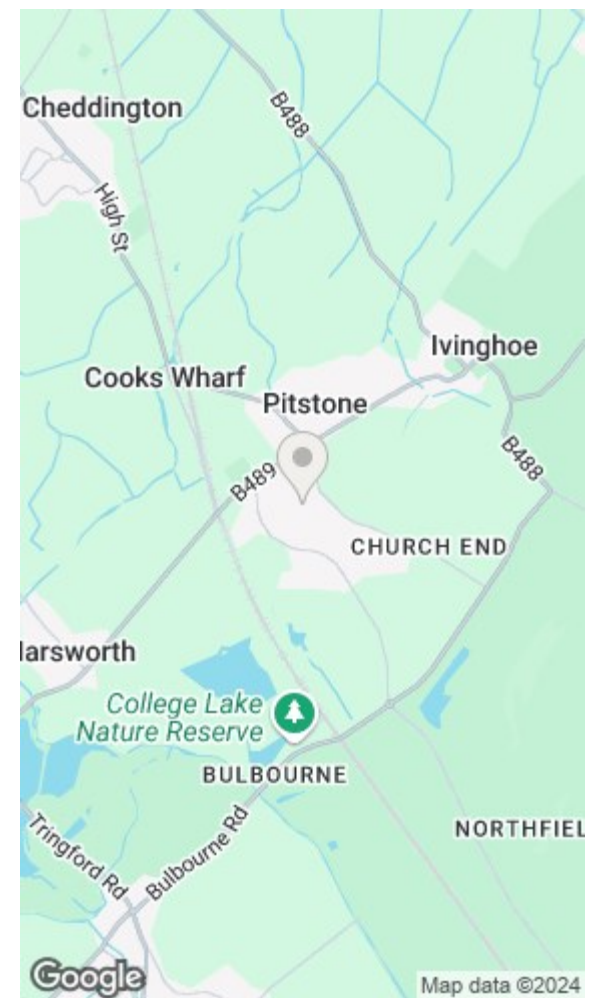 Cheddington
B488
High St
Ivinghoe
Cooks Wharf
Pitstone
B488
B489
CHURCH END
larsworth
College Lake
Nature Reserve
BULBOURNE
NORTHFIEL
Tringford Rd
Bulbourne Rd
Google
Map data ©2024